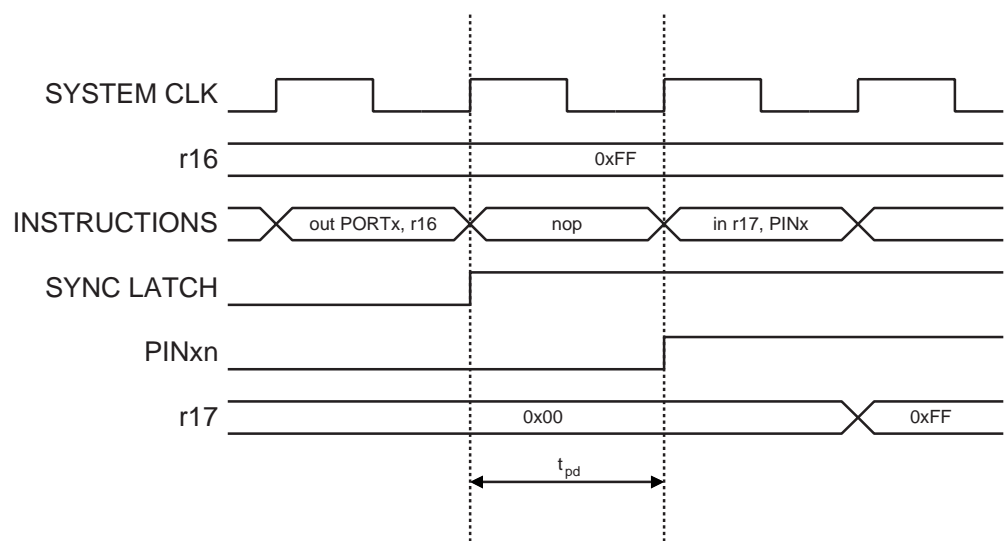 SYSTEM CLK
r16
0xFF
INSTRUCTIONS
out PORTx, r16
nop
in r17, PINx
SYNC LATCH
PINxn
r17
0x00
0xFF
tpd